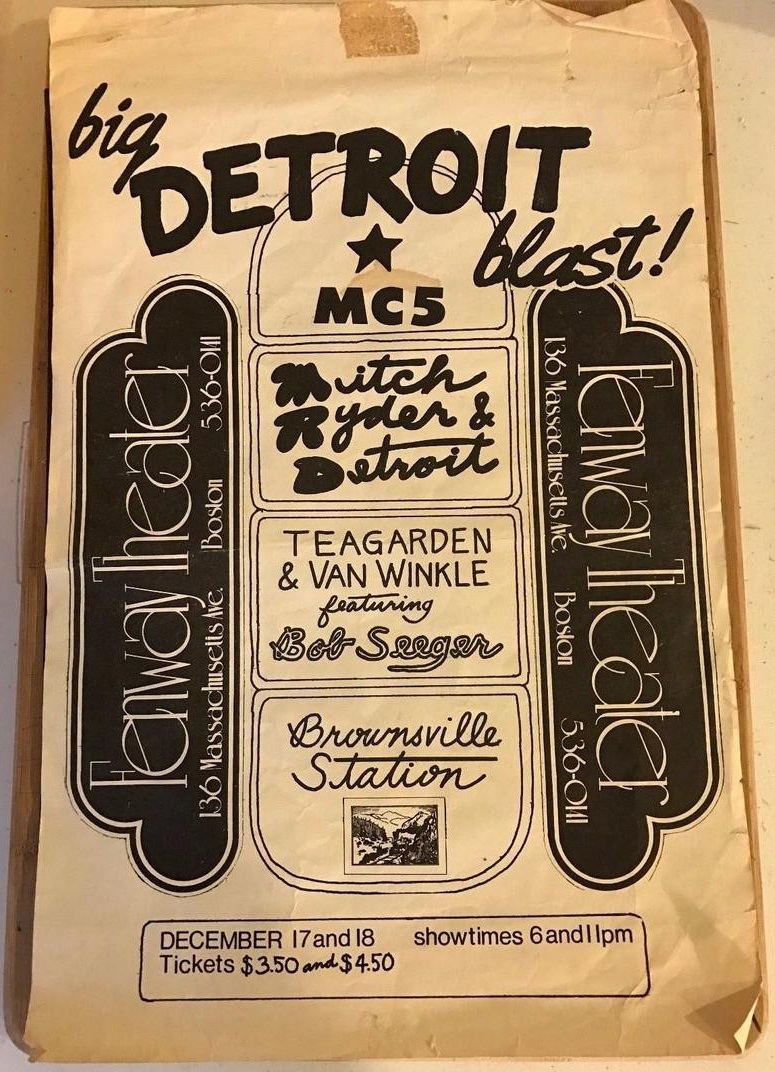 big
DETROIT
blast!
MC5
Mitch
Ryder &
Detroit
TEAGARDEN
& VAN WINKLE
featuring
Bob Seeger
Brownsville
Station
Fenway Theater
136 Massachusetts Ave. Boston 536-0141
Fenway Theater
136 Massachusetts Ave. Boston 536-0141
DECEMBER 17 and 18 showtimes 6 and 11pm
Tickets $3.50 and $4.50